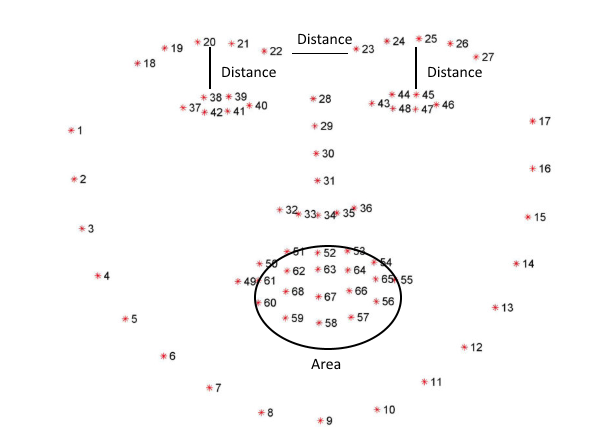 Distance
20 21 22 23 24 25 26 27
18 19
Distance Distance
37 38 39 40 28 43 44 45 46
42 41 48 47
1 29 17
30
2 31 16
32 33 34 35 36 15
3
51 52 53
50 54 14
62 63 64
4 49 61 65 55
68 67 66
60 56
59 58 57 13
5
6 12
Area
7 11
8 9 10